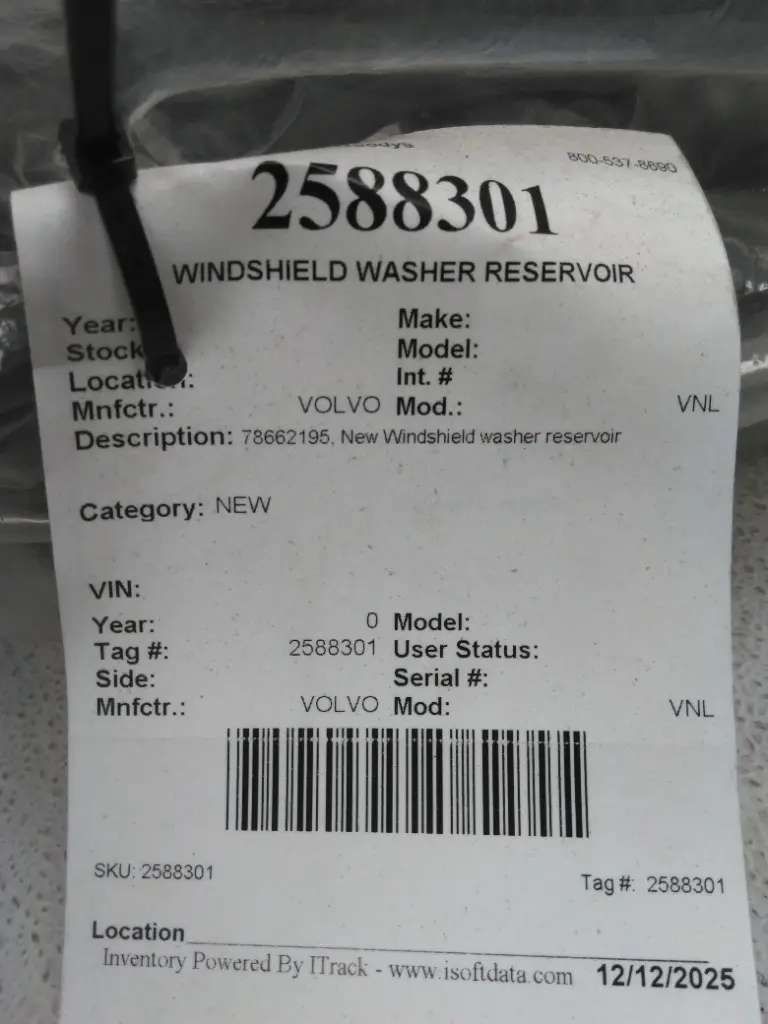 800-537-8690
2588301
WINDSHIELD WASHER RESERVOIR
Year: Make:
Stock Model:
Location: Int. #
Mnfctr.: VOLVO Mod.: VNL
Description: 78662195, New Windshield washer reservoir
Category: NEW
VIN:
Year: 0 Model:
Tag #: 2588301 User Status:
Side: Serial #:
Mnfctr.: VOLVO Mod: VNL
SKU: 2588301 Tag #: 2588301
Location
Inventory Powered By ITrack - www.isoftdata.com 12/12/2025